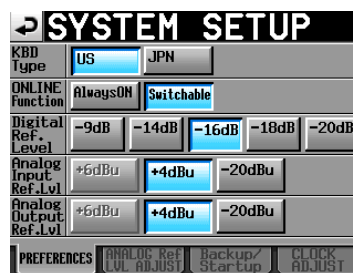 SYSTEM SETUP
KBD Type US JPN
ONLINE Function AlwaysON Switchable
Digital Ref. Level -9dB -14dB -16dB -18dB -20dB
Analog Input Ref.Lvl +6dBu +4dBu -20dBu
Analog Output Ref.Lvl +6dBu +4dBu -20dBu
PREFERENCES ANALOG Ref LVL ADJUST Backup/ Startup CLOCK ADJUST